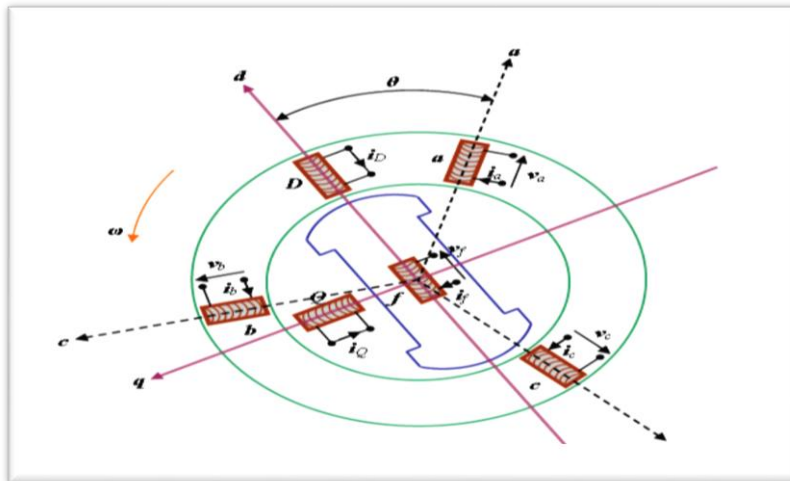 a
d
θ
i_D
a
i_a
v_a
D
ω
v_b
i_b
v_f
Q
f
i_f
b
c
i_Q
i_c
v_c
q
c